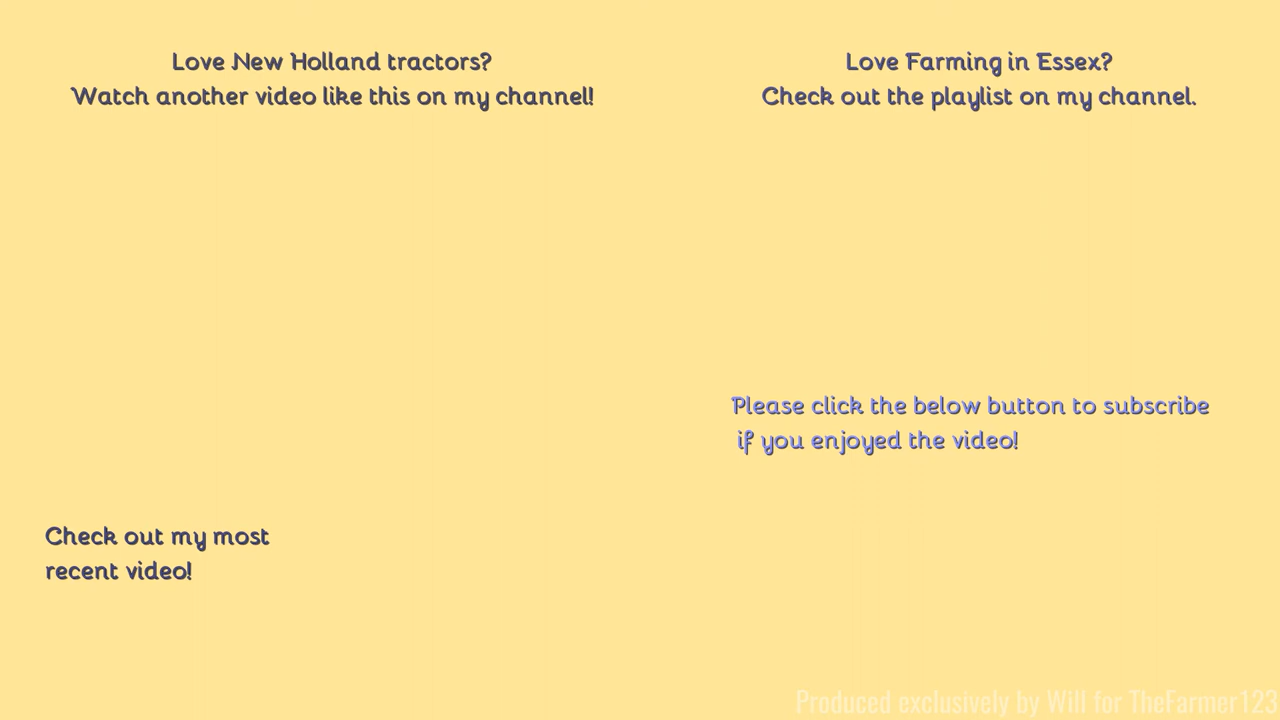 Love New Holland tractors?
Watch another video like this on my channel!
Love Farming in Essex?
Check out the playlist on my channel.
Please click the below button to subscribe
if you enjoyed the video!
Check out my most
recent video!
Produced exclusively by Will for TheFarmer123